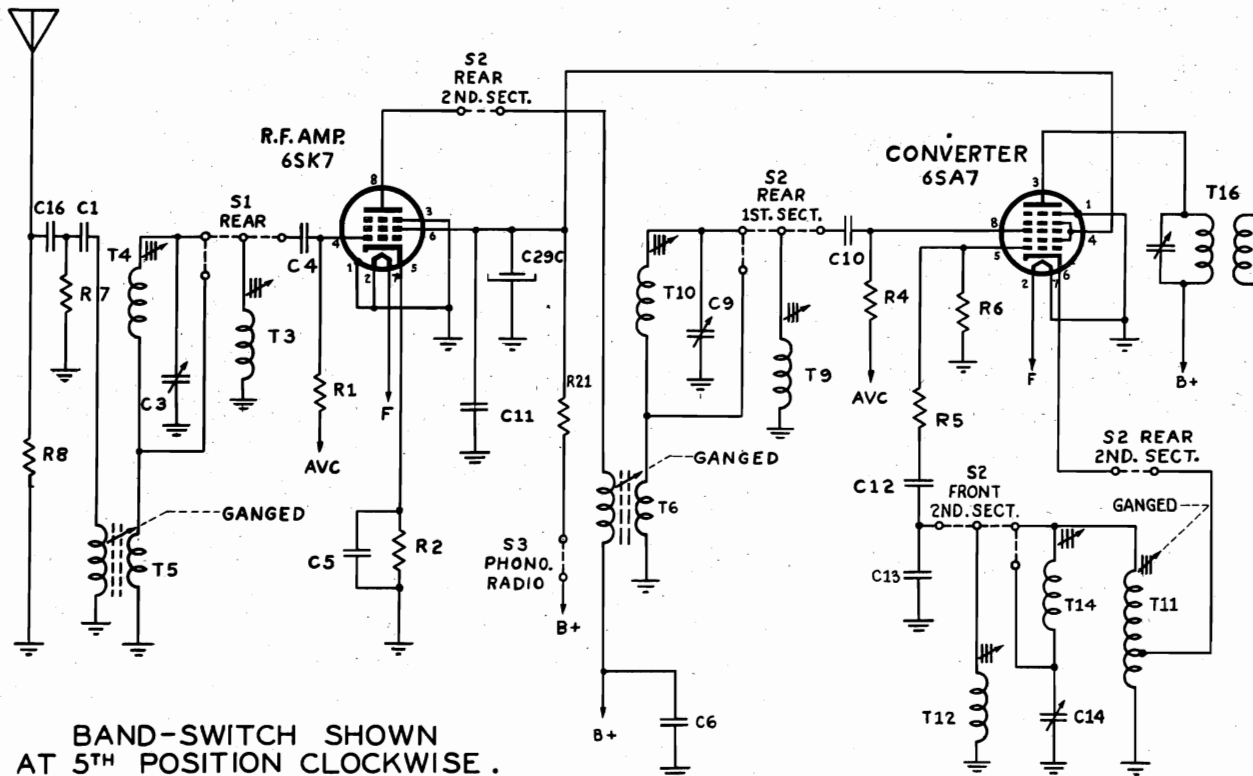 S2
REAR
2ND. SECT.
R.F. AMP.
6SK7
8
3
6
4
1
2
7
5
CONVERTER
6SA7
3
1
8
4
5
2
7
6
T16
S2
REAR
1ST. SECT.
C16
C1
S1
REAR
T4
C4
C29C
C10
R17
T3
T10
C9
R4
R6
C3
R1
F
C11
R21
T9
AVC
F
B+
R8
AVC
R5
GANGED
GANGED
S2 REAR
2ND. SECT.
C12
S2
FRONT
2ND. SECT.
GANGED
T5
C5
R2
S3
PHONO.
RADIO
T6
C13
T14
T11
B+
T12
C14
B+
C6
BAND-SWITCH SHOWN
AT 5TH POSITION CLOCKWISE.